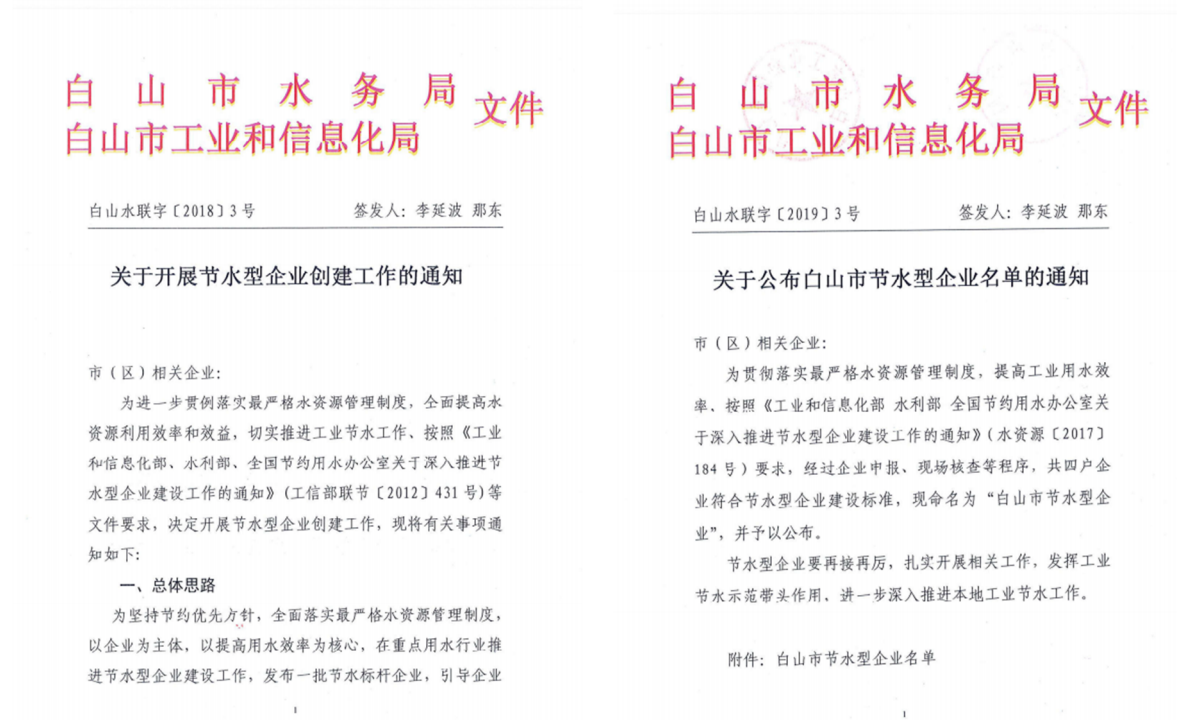 白山市水务局
白山市工业和信息化局
文件
白山水联字〔2018〕3号 签发人：李延波 那东
关于开展节水型企业创建工作的通知
市（区）相关企业：
为进一步贯例落实最严格水资源管理制度，全面提高水
资源利用效率和效益，切实推进工业节水工作、按照《工业
和信息化部、水利部、全国节约用水办公室关于深入推进节
水型企业建设工作的通知》(工信部联节〔2012〕431号)等
文件要求，决定开展节水型企业创建工作，现将有关事项通
知如下：
一、总体思路
为坚持节约优先方针，全面落实最严格水资源管理制度，
以企业为主体，以提高用水效率为核心，在重点用水行业推
进节水型企业建设工作，发布一批节水标杆企业，引导企业
1
白山市水务局
白山市工业和信息化局
文件
白山水联字〔2019〕3号 签发人：李延波 那东
关于公布白山市节水型企业名单的通知
市（区）相关企业：
为贯彻落实最严格水资源管理制度，提高工业用水效
率、按照《工业和信息化部 水利部 全国节约用水办公室关
于深入推进节水型企业建设工作的通知》（水资源〔2017〕
184号）要求，经过企业申报、现场核查等程序，共四户企
业符合节水型企业建设标准，现命名为“白山市节水型企
业”，并予以公布。
节水型企业要再接再厉，扎实开展相关工作，发挥工业
节水示范带头作用、进一步深入推进本地工业节水工作。
附件：白山市节水型企业名单
1